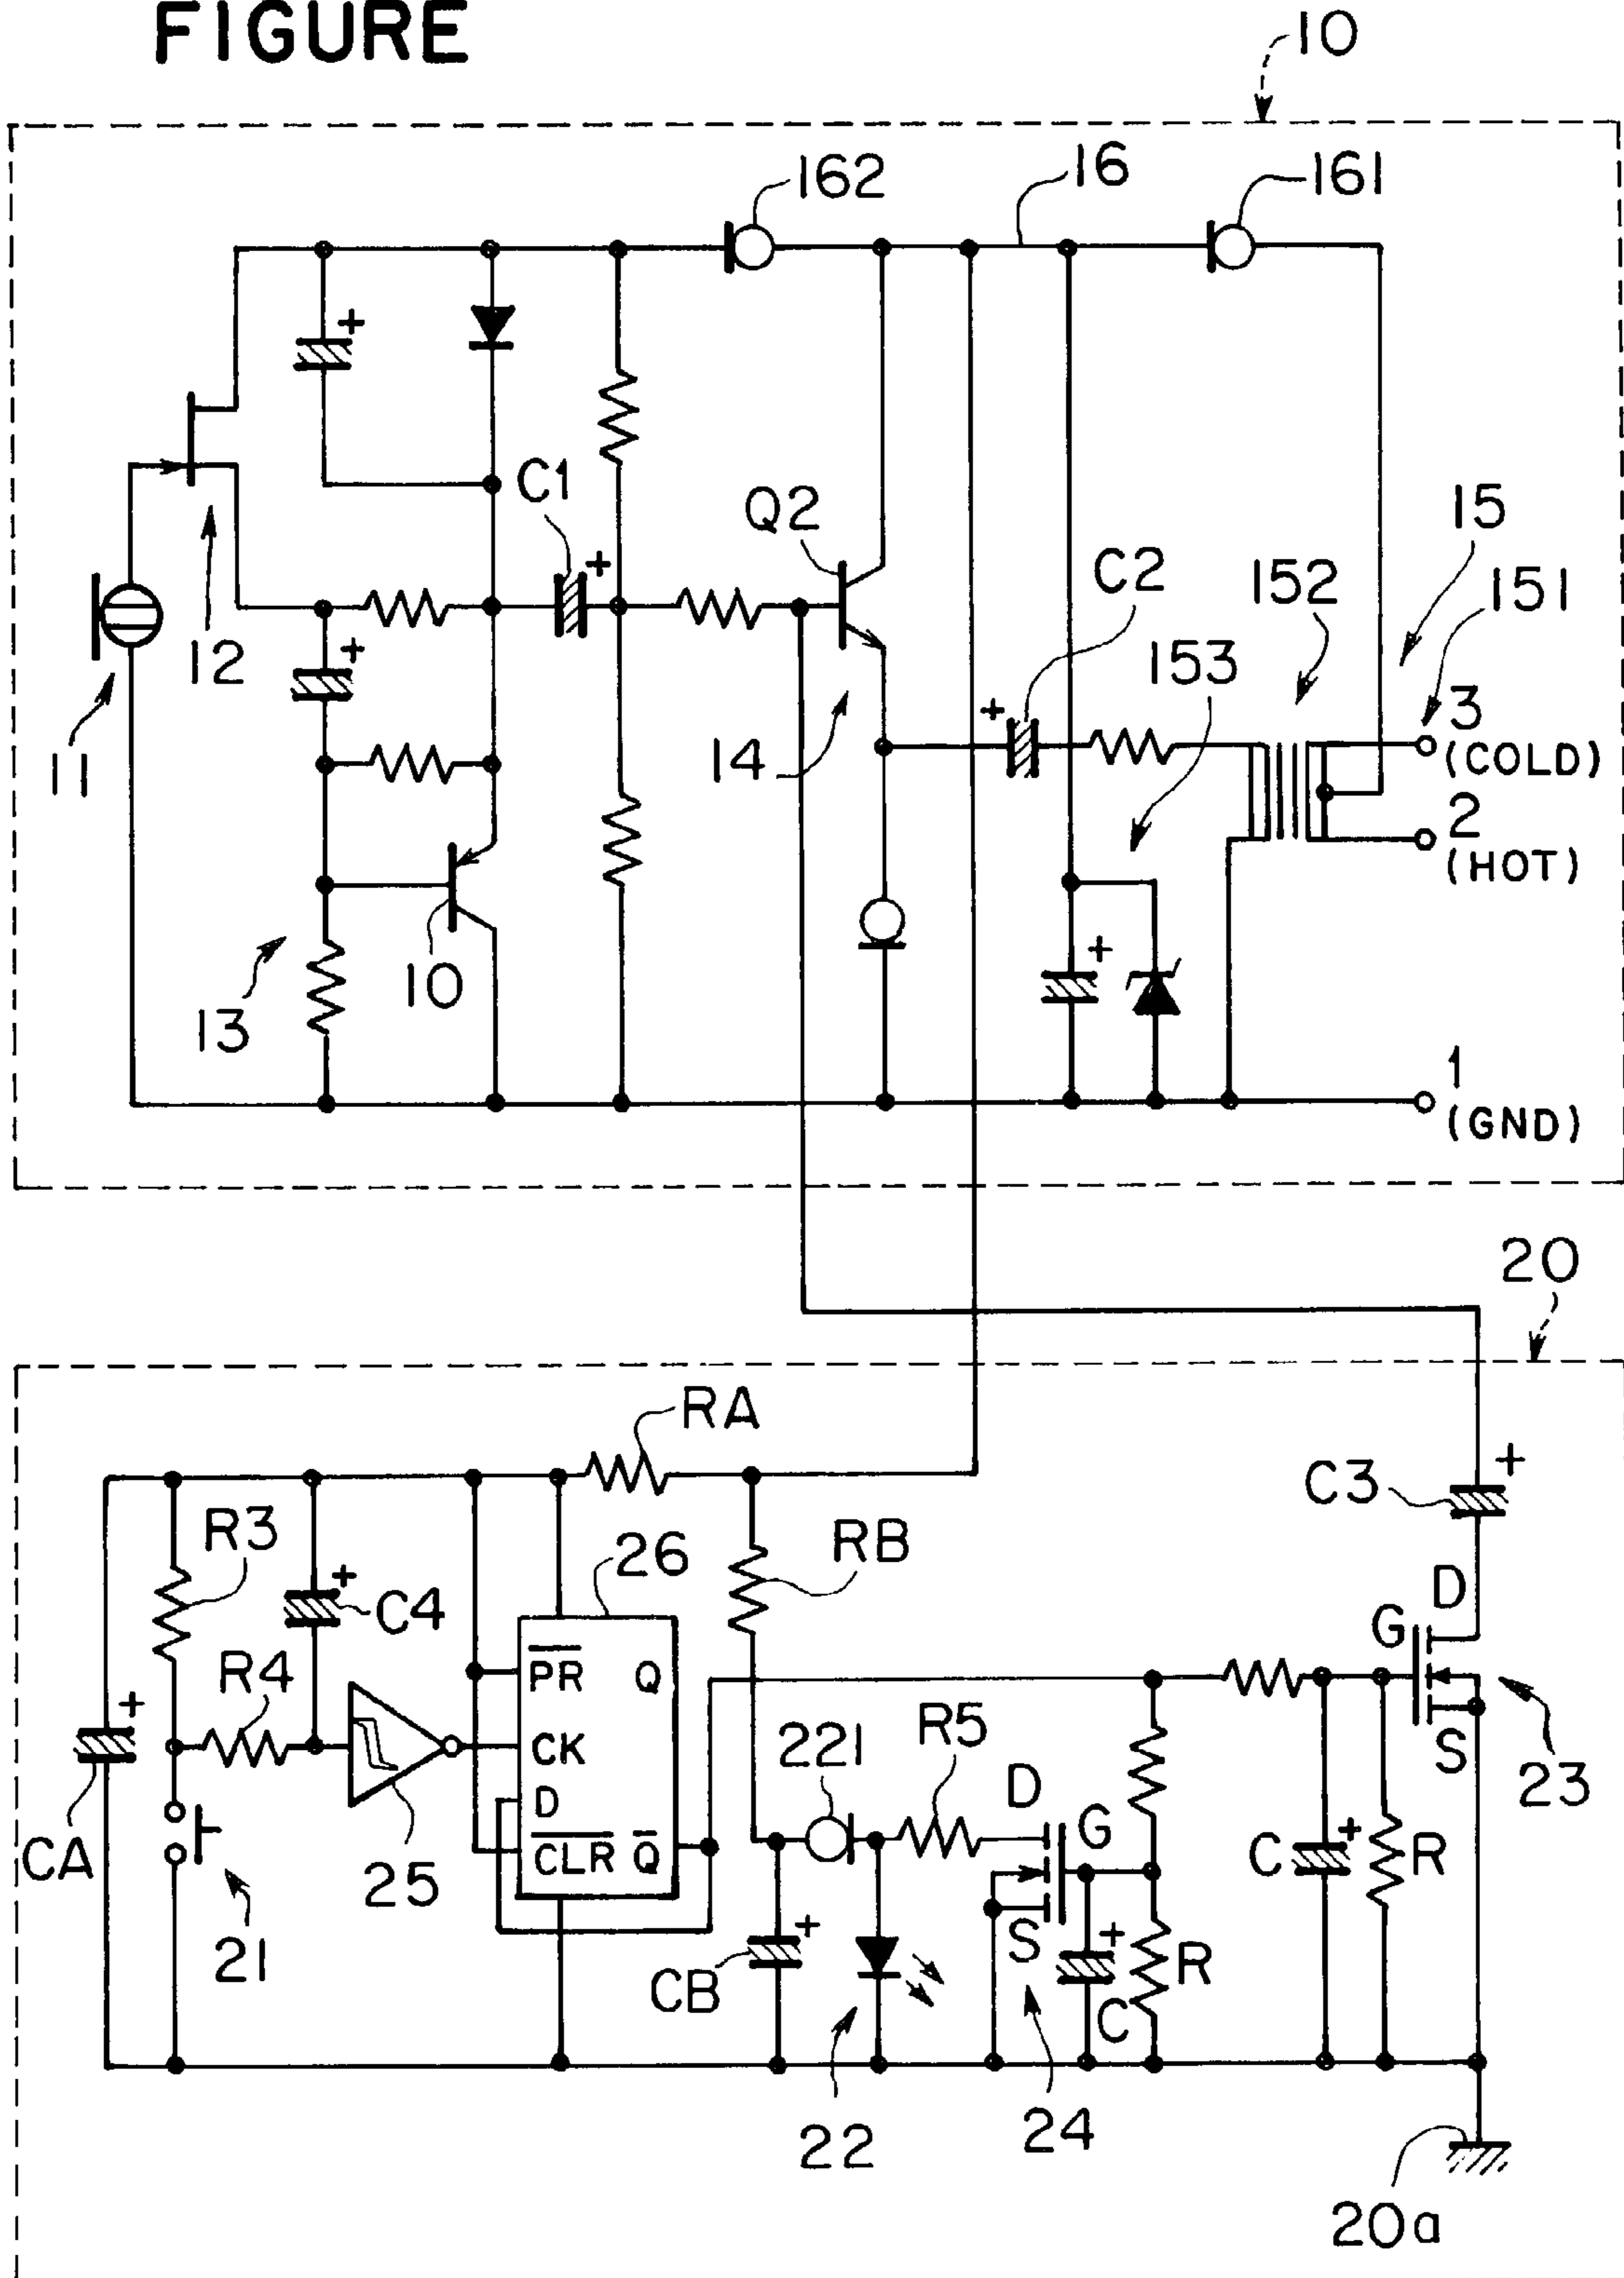 FIGURE
10
162
16
161
+
C1
+
Q2
C2
15
152
151
12
+
153
3
(COLD)
11
14
+
2
(HOT)
10
+
13
1
(GND)
20
RA
+
C3
R3
26
RB
+
C4
D
G
PR
Q
R4
+
CK
221
R5
D
S
23
CA
25
D
CLR
Q
G
C
+
R
21
CB
+
S
+
C
R
22
24
20a